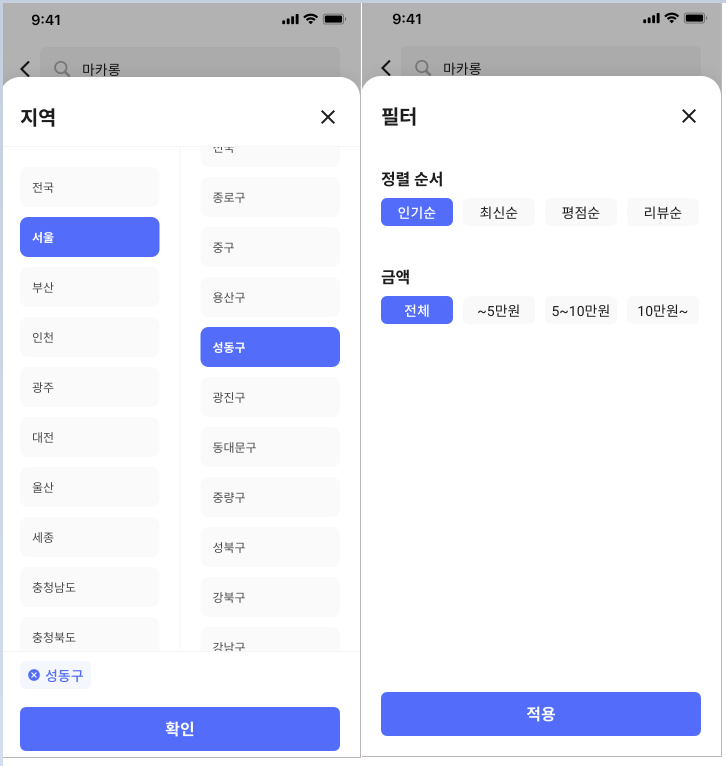 9:41
마카롱
지역
전국
서울
부산
인천
광주
대전
울산
세종
충청남도
충청북도
전국
종로구
중구
용산구
성동구
광진구
동대문구
중량구
성북구
강북구
강남구
성동구
확인
9:41
마카롱
필터
정렬 순서
인기순 최신순 평점순 리뷰순
금액
전체 ~5만원 5~10만원 10만원~
적용